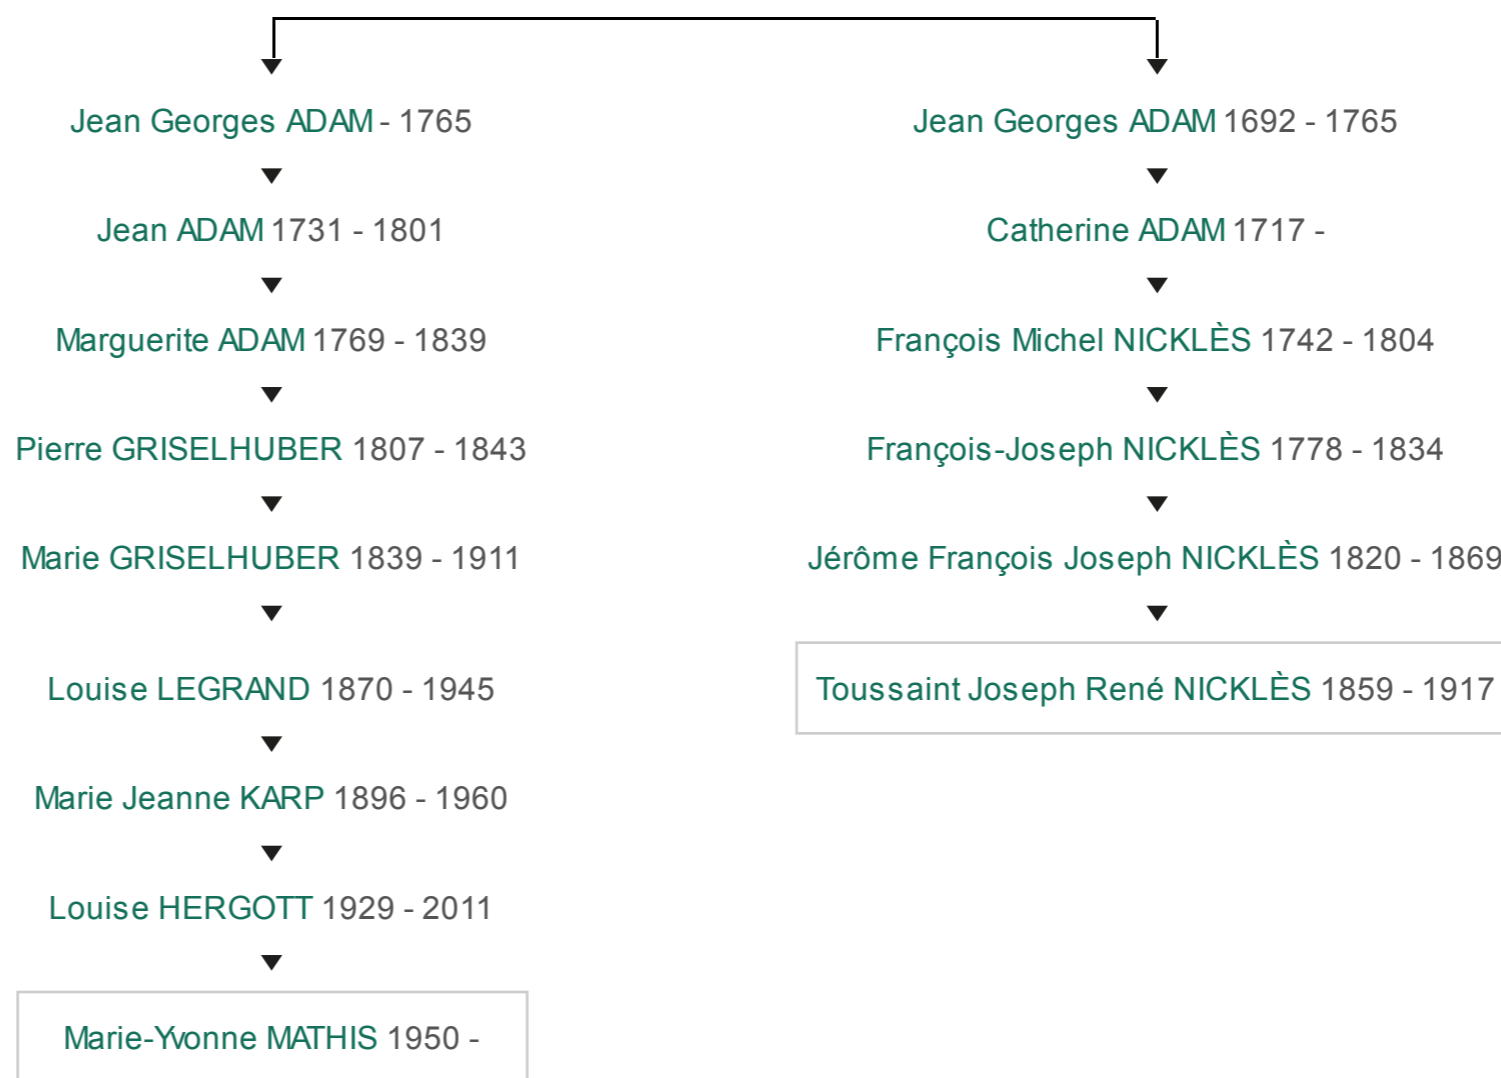 Jean Georges ADAM - 1765
Jean ADAM 1731 - 1801
Marguerite ADAM 1769 - 1839
Pierre GRISELHUBER 1807 - 1843
Marie GRISELHUBER 1839 - 1911
Louise LEGRAND 1870 - 1945
Marie Jeanne KARP 1896 - 1960
Louise HERGOTT 1929 - 2011
Marie-Yvonne MATHIS 1950 -
Jean Georges ADAM 1692 - 1765
Catherine ADAM 1717 -
François Michel NICKLÈS 1742 - 1804
François-Joseph NICKLÈS 1778 - 1834
Jérôme François Joseph NICKLÈS 1820 - 1869
Toussaint Joseph René NICKLÈS 1859 - 1917